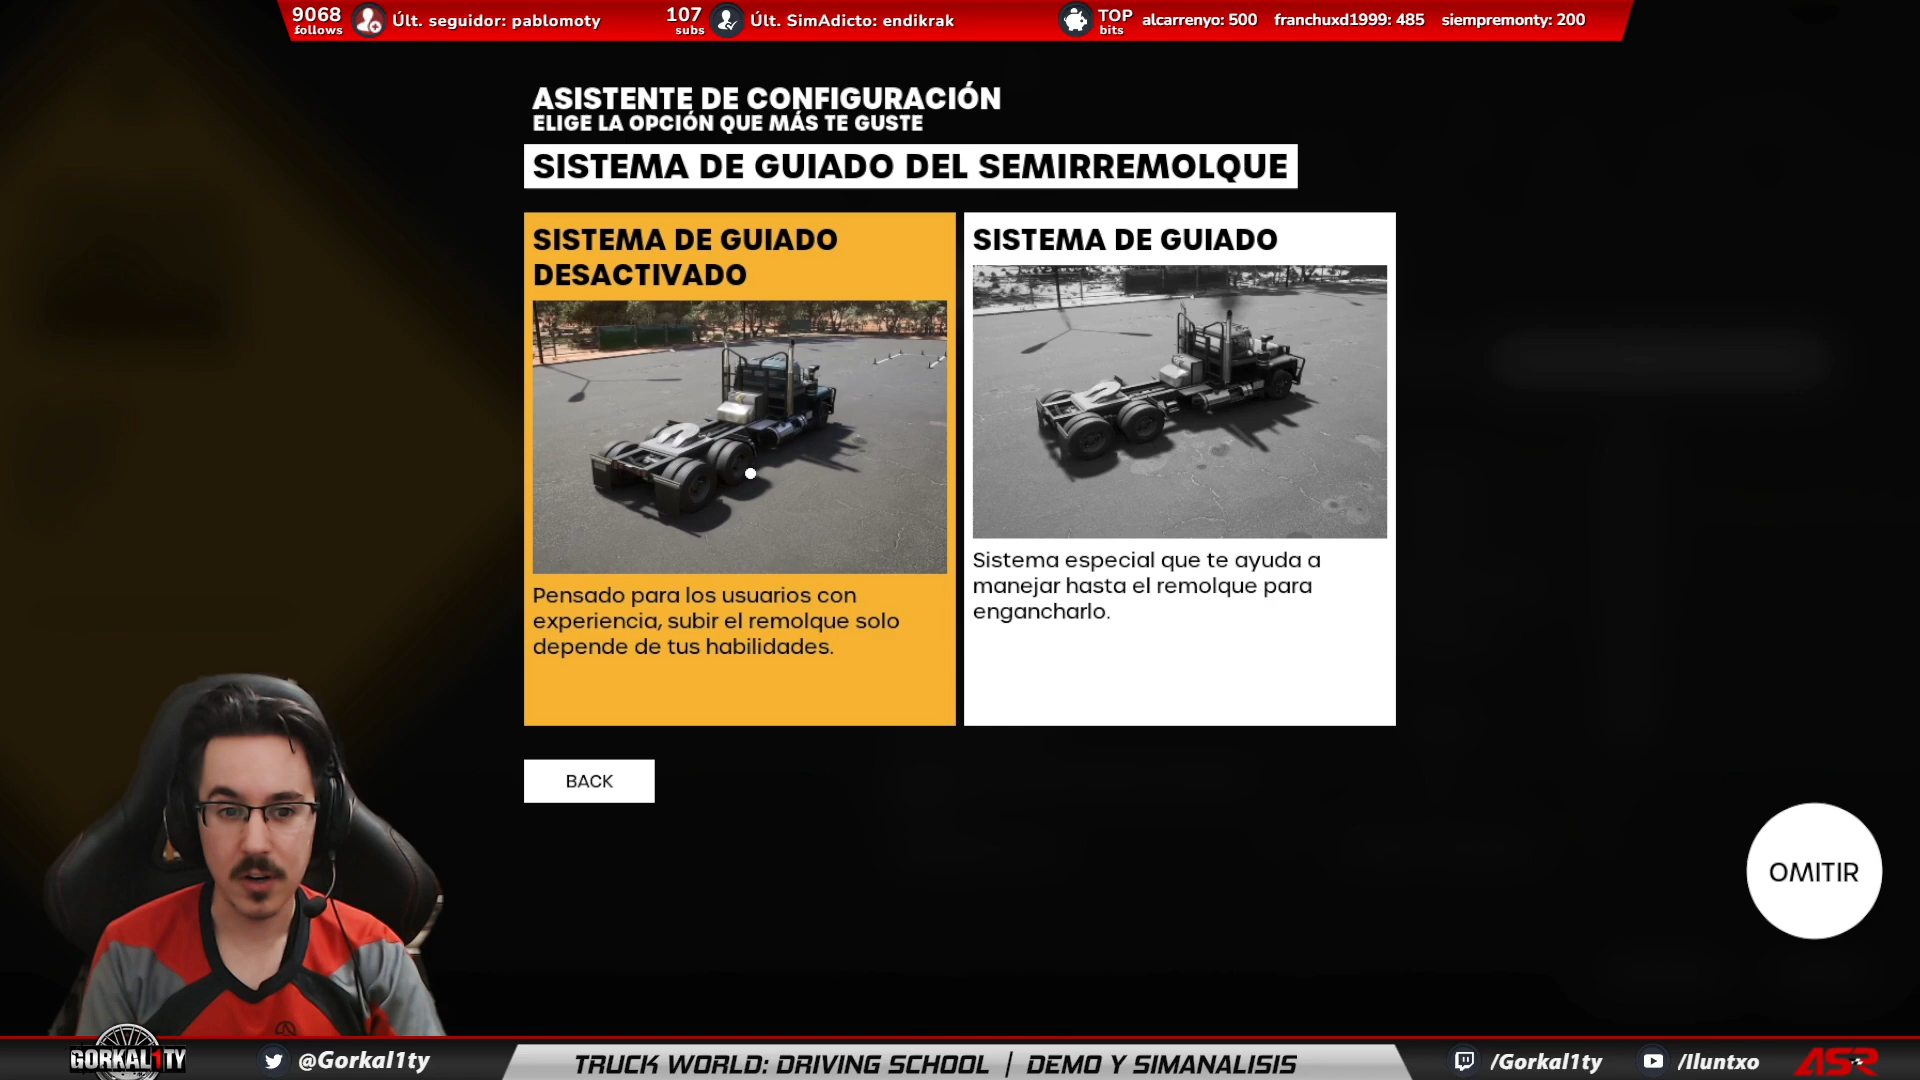 9068
follows
Últ. seguidor: pablomoty
107
subs
Últ. SimAdicto: endikrak
TOP
bits
alcarrenyo: 500 franchuxd1999: 485 siempremonty: 200
ASISTENTE DE CONFIGURACIÓN
ELIGE LA OPCIÓN QUE MÁS TE GUSTE
SISTEMA DE GUIADO DEL SEMIRREMOLQUE
SISTEMA DE GUIADO
DESACTIVADO
Pensado para los usuarios con
experiencia, subir el remolque solo
depende de tus habilidades.
SISTEMA DE GUIADO
Sistema especial que te ayuda a
manejar hasta el remolque para
engancharlo.
BACK
OMITIR
GORKAL1TY
@Gorkal1ty
TRUCK WORLD: DRIVING SCHOOL | DEMO Y SIMANALISIS
/Gorkal1ty
/Iluntxo
ASR